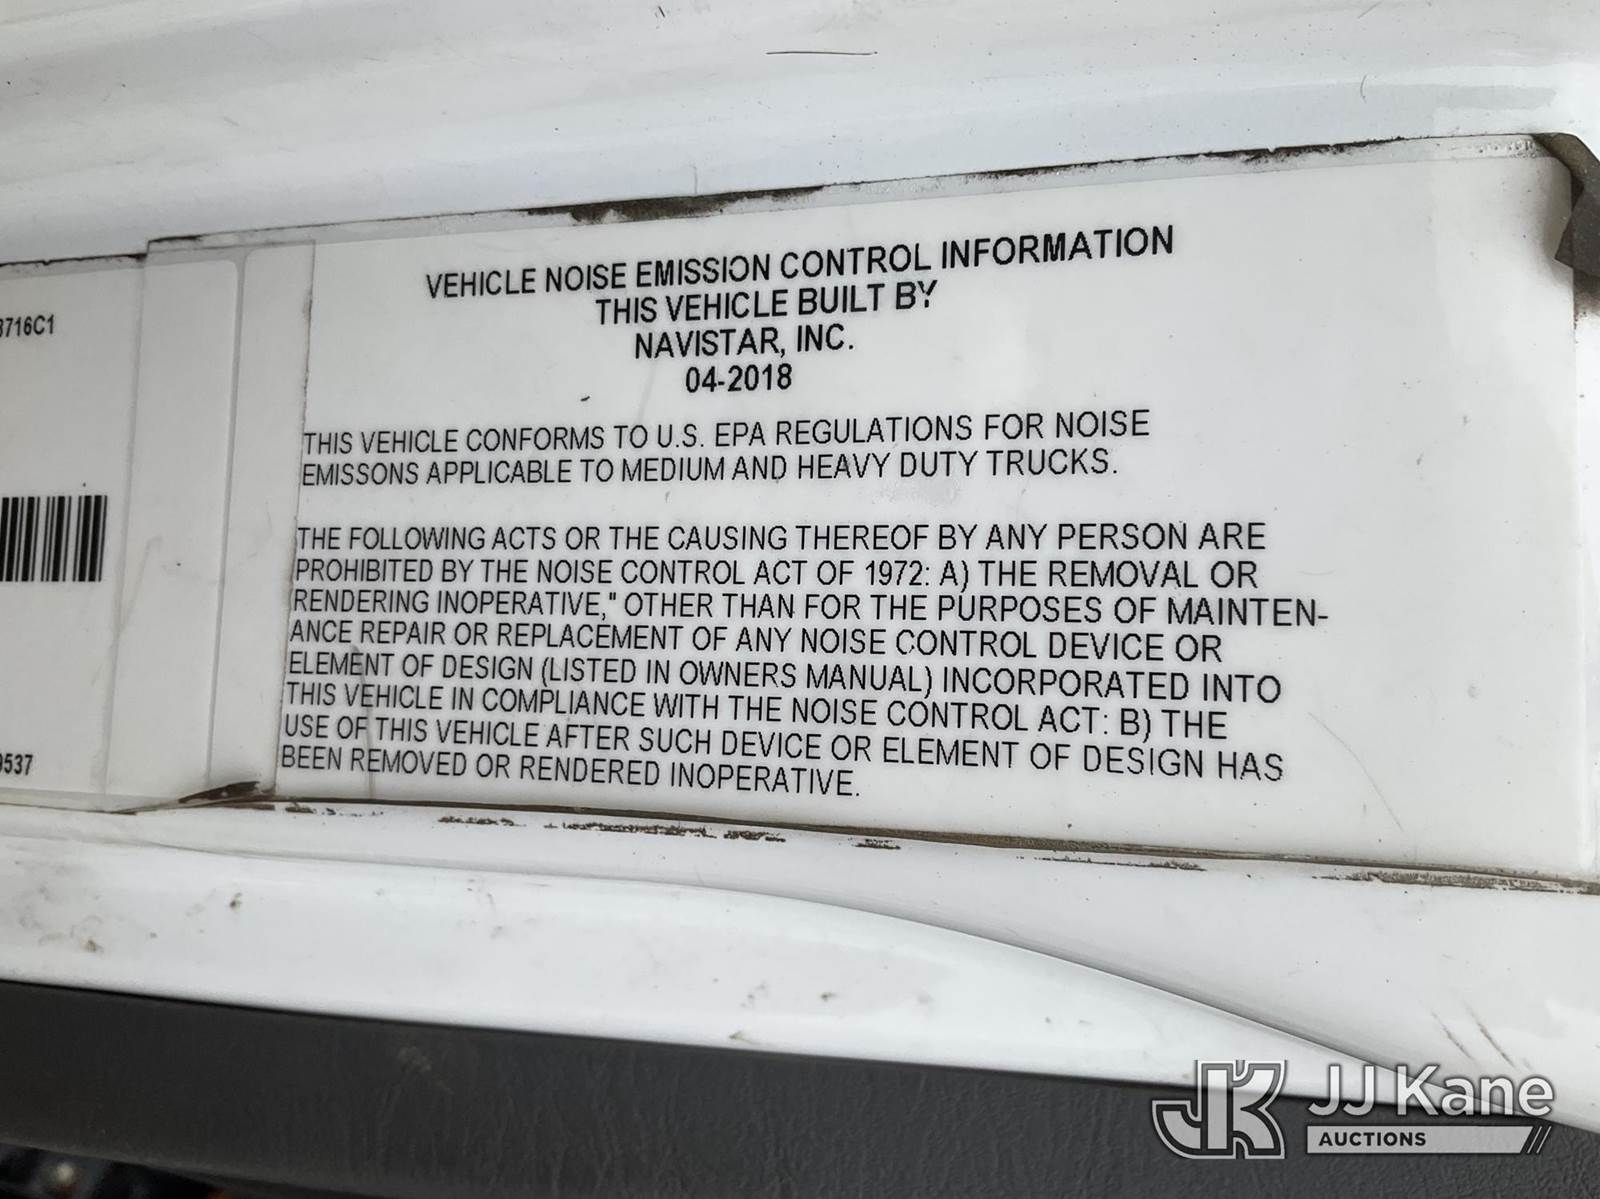 VEHICLE NOISE EMISSION CONTROL INFORMATION
THIS VEHICLE BUILT BY
NAVISTAR, INC.
04-2018
THIS VEHICLE CONFORMS TO U.S. EPA REGULATIONS FOR NOISE
EMISSONS APPLICABLE TO MEDIUM AND HEAVY DUTY TRUCKS.
THE FOLLOWING ACTS OR THE CAUSING THEREOF BY ANY PERSON ARE
PROHIBITED BY THE NOISE CONTROL ACT OF 1972: A) THE REMOVAL OR
RENDERING INOPERATIVE," OTHER THAN FOR THE PURPOSES OF MAINTEN-
ANCE REPAIR OR REPLACEMENT OF ANY NOISE CONTROL DEVICE OR
ELEMENT OF DESIGN (LISTED IN OWNERS MANUAL) INCORPORATED INTO
THIS VEHICLE IN COMPLIANCE WITH THE NOISE CONTROL ACT: B) THE
USE OF THIS VEHICLE AFTER SUCH DEVICE OR ELEMENT OF DESIGN HAS
BEEN REMOVED OR RENDERED INOPERATIVE.
716C1
537
JK JJ Kane
AUCTIONS